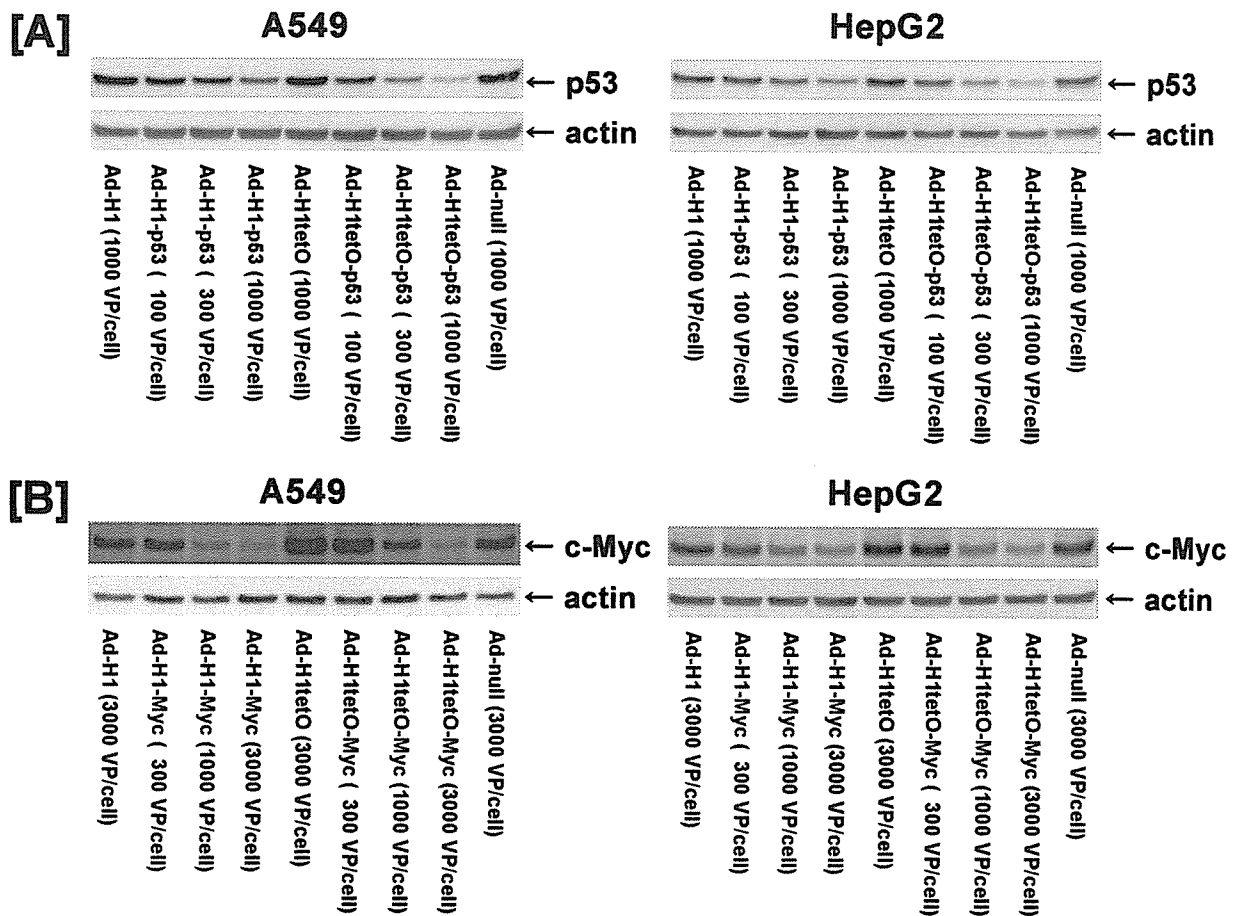 [A]
A549
← p53
← actin
Ad-H1 (1000 VP/cell)
Ad-H1-p53 ( 100 VP/cell)
Ad-H1-p53 ( 300 VP/cell)
Ad-H1-p53 (1000 VP/cell)
Ad-H1tetO (1000 VP/cell)
Ad-H1tetO-p53 ( 100 VP/cell)
Ad-H1tetO-p53 ( 300 VP/cell)
Ad-H1tetO-p53 (1000 VP/cell)
Ad-null (1000 VP/cell)
HepG2
← p53
← actin
Ad-H1 (1000 VP/cell)
Ad-H1-p53 ( 100 VP/cell)
Ad-H1-p53 ( 300 VP/cell)
Ad-H1-p53 (1000 VP/cell)
Ad-H1tetO (1000 VP/cell)
Ad-H1tetO-p53 ( 100 VP/cell)
Ad-H1tetO-p53 ( 300 VP/cell)
Ad-H1tetO-p53 (1000 VP/cell)
Ad-null (1000 VP/cell)
[B]
A549
← c-Myc
← actin
Ad-H1 (3000 VP/cell)
Ad-H1-Myc ( 300 VP/cell)
Ad-H1-Myc (1000 VP/cell)
Ad-H1-Myc (3000 VP/cell)
Ad-H1tetO (3000 VP/cell)
Ad-H1tetO-Myc ( 300 VP/cell)
Ad-H1tetO-Myc (1000 VP/cell)
Ad-H1tetO-Myc (3000 VP/cell)
Ad-null (3000 VP/cell)
HepG2
← c-Myc
← actin
Ad-H1 (3000 VP/cell)
Ad-H1-Myc ( 300 VP/cell)
Ad-H1-Myc (1000 VP/cell)
Ad-H1-Myc (3000 VP/cell)
Ad-H1tetO (3000 VP/cell)
Ad-H1tetO-Myc ( 300 VP/cell)
Ad-H1tetO-Myc (1000 VP/cell)
Ad-H1tetO-Myc (3000 VP/cell)
Ad-null (3000 VP/cell)